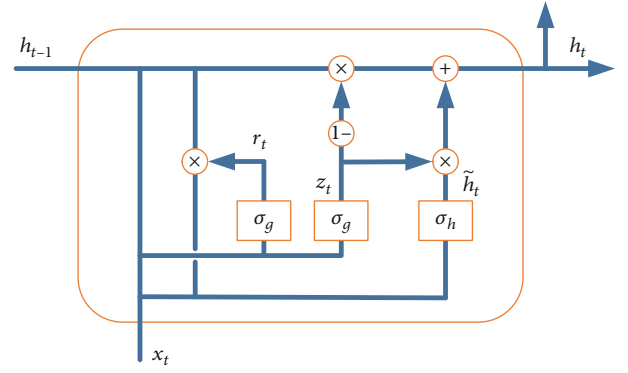 h_{t–1}
h_t
×
+
1–
r_t
×
×
z_t
h̃_t
σ_g
σ_g
σ_h
x_t